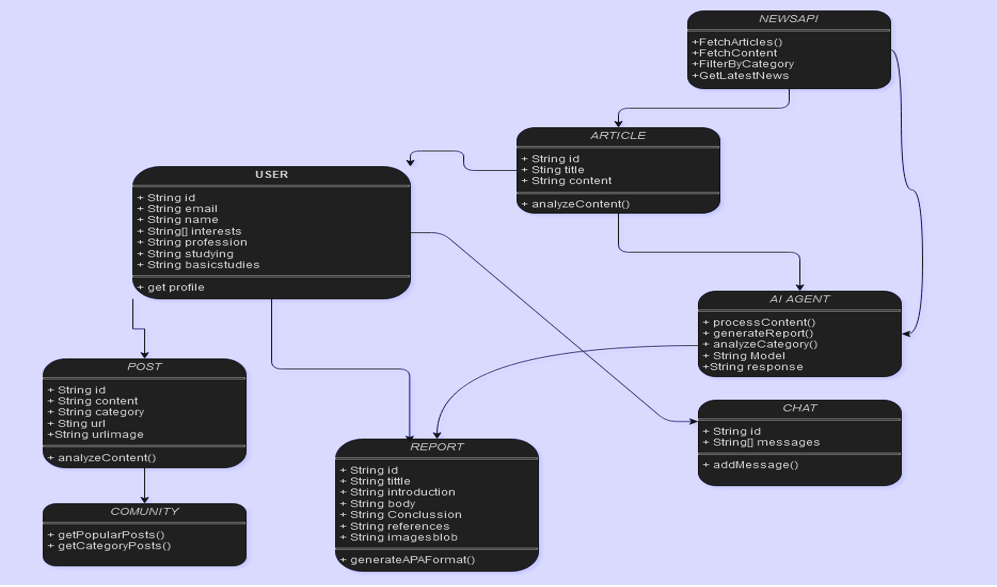 NEWSAPI
+FetchArticles()
+FetchContent
+FilterByCategory
+GetLatestNews
ARTICLE
+ String id
+ Sting title
+ String content
+ analyzeContent()
USER
+ String id
+ String email
+ String name
+ String[] interests
+ String profession
+ String studying
+ String basicstudies
+ get profile
AI AGENT
+ processContent()
+ generateReport()
+ analyzeCategory()
+ String Model
+String response
POST
+ String id
+ String content
+ String category
+ Sting url
+String urlimage
+ analyzeContent()
CHAT
+ String id
+ String[] messages
+ addMessage()
REPORT
+ String id
+ String tittle
+ String introduction
+ String body
+ String Conclussion
+ String references
+ String imagesblob
+ generateAPAFormat()
COMUNITY
+ getPopularPosts()
+ getCategoryPosts()